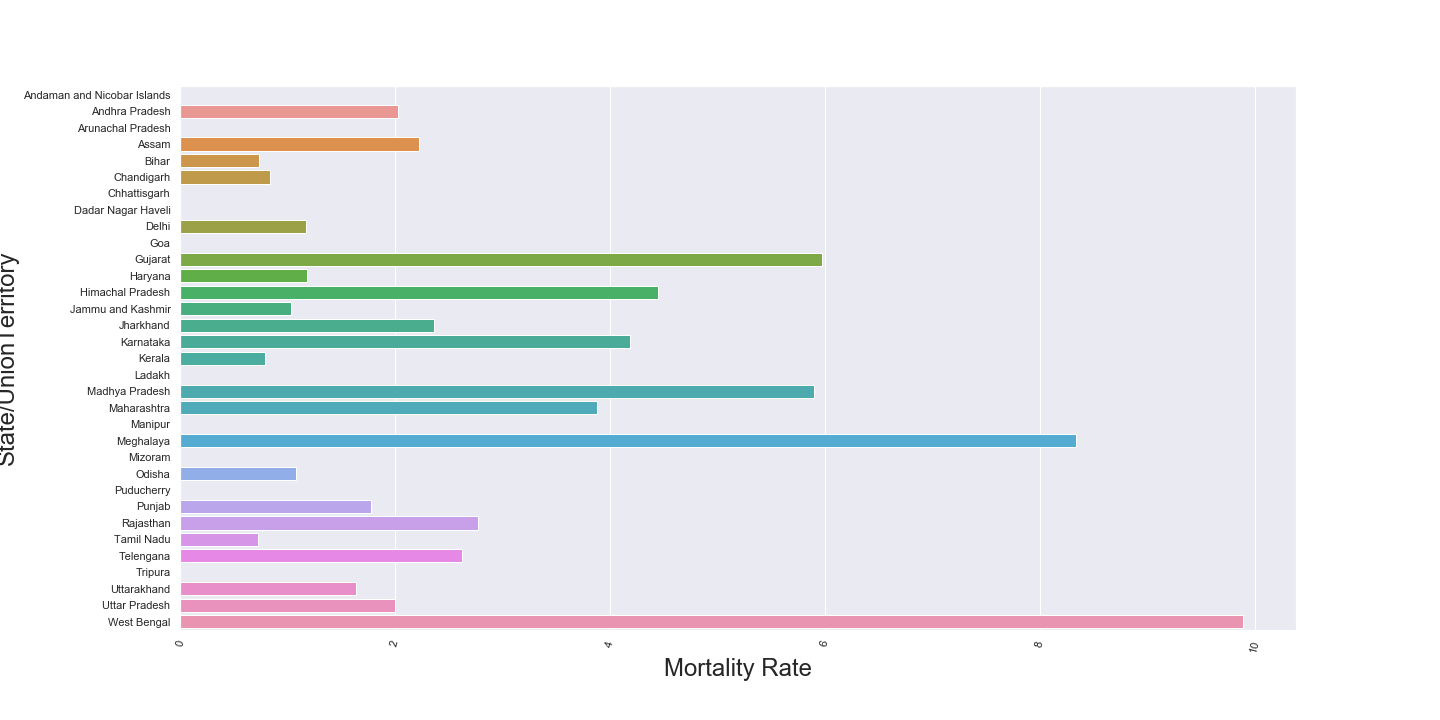 Andaman and Nicobar Islands
Andhra Pradesh
Arunachal Pradesh
Assam
Bihar
Chandigarh
Chhattisgarh
Dadar Nagar Haveli
Delhi
Goa
Gujarat
Haryana
Himachal Pradesh
Jammu and Kashmir
Jharkhand
Karnataka
Kerala
Ladakh
Madhya Pradesh
Maharashtra
Manipur
Meghalaya
Mizoram
Odisha
Puducherry
Punjab
Rajasthan
Tamil Nadu
Telengana
Tripura
Uttarakhand
Uttar Pradesh
West Bengal
State/UnionTerritory
0 2 4 6 8 10
Mortality Rate